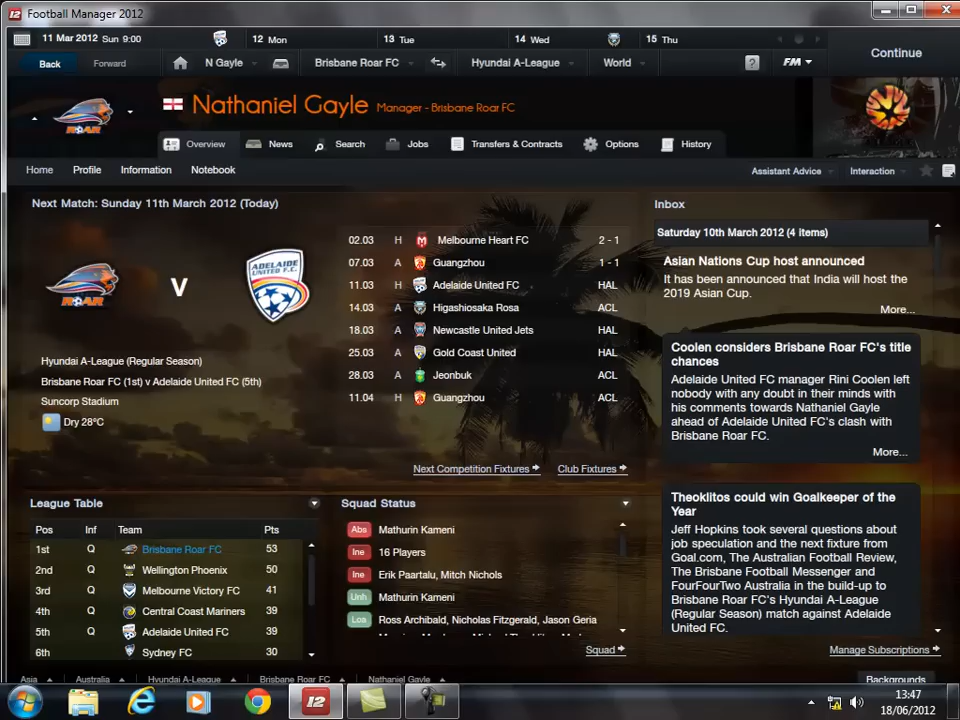 Football Manager 2012
11 Mar 2012 Sun 9:00
12 Mon
13 Tue
14 Wed
15 Thu
Continue
Back
Forward
N Gayle
Brisbane Roar FC
Hyundai A-League
World
?
FM
Nathaniel Gayle Manager - Brisbane Roar FC
ROAR
Overview
News
Search
Jobs
Transfers & Contracts
Options
History
Home
Profile
Information
Notebook
Assistant Advice
Interaction
Next Match: Sunday 11th March 2012 (Today)
ROAR
V
ADELAIDE
UNITED F.C.
Hyundai A-League (Regular Season)
Brisbane Roar FC (1st) v Adelaide United FC (5th)
Suncorp Stadium
Dry 28°C
02.03 H Melbourne Heart FC 2 - 1
07.03 A Guangzhou 1 - 1
11.03 H Adelaide United FC HAL
14.03 A Higashiosaka Rosa ACL
18.03 A Newcastle United Jets HAL
25.03 A Gold Coast United HAL
28.03 A Jeonbuk ACL
11.04 H Guangzhou ACL
Next Competition Fixtures
Club Fixtures
Inbox
Saturday 10th March 2012 (4 items)
Asian Nations Cup host announced
It has been announced that India will host the
2019 Asian Cup.
More...
Coolen considers Brisbane Roar FC's title
chances
Adelaide United FC manager Rini Coolen left
nobody with any doubt in their minds with
his comments towards Nathaniel Gayle
ahead of Adelaide United FC's clash with
Brisbane Roar FC.
More...
Theoklitos could win Goalkeeper of the
Year
Jeff Hopkins took several questions about
job speculation and the next fixture from
Goal.com, The Australian Football Review,
The Brisbane Football Messenger and
FourFourTwo Australia in the build-up to
Brisbane Roar FC's Hyundai A-League
(Regular Season) match against Adelaide
United FC.
Manage Subscriptions
League Table
Pos Inf Team Pts
1st Q Brisbane Roar FC 53
2nd Q Wellington Phoenix 50
3rd Q Melbourne Victory FC 41
4th Q Central Coast Mariners 39
5th Q Adelaide United FC 39
6th Sydney FC 30
Squad Status
Abs Mathurin Kameni
Ine 16 Players
Ine Erik Paartalu, Mitch Nichols
Unh Mathurin Kameni
Loa Ross Archibald, Nicholas Fitzgerald, Jason Geria
Squad
Asia
Australia
Hyundai A-League
Brisbane Roar FC
Nathaniel Gayle
Backgrounds
12
13:47
18/06/2012